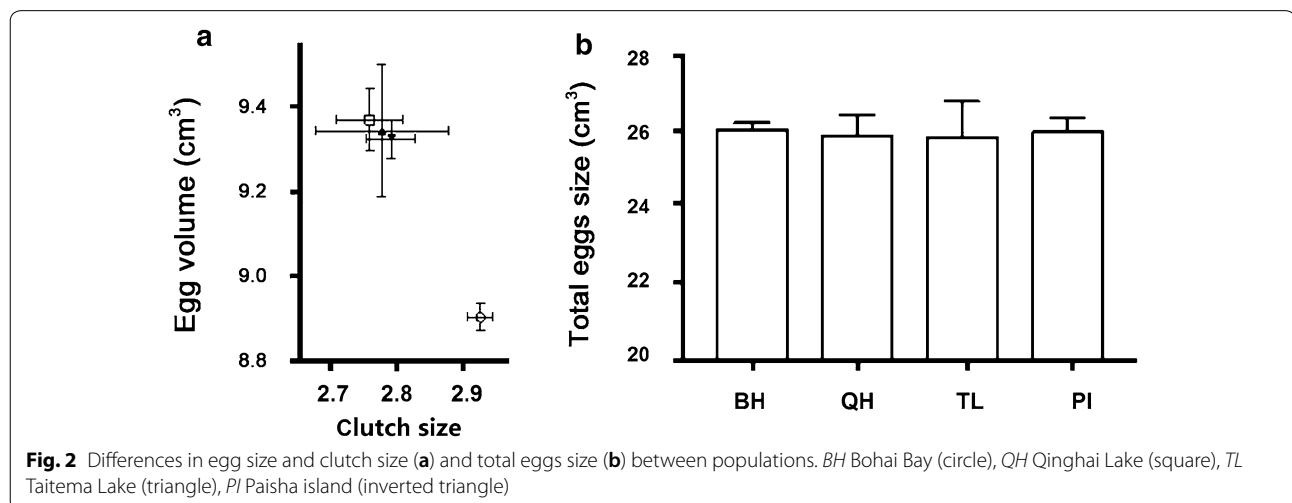 a
Egg volume (cm³)
9.4
9.2
9.0
8.8
2.7 2.8 2.9
Clutch size
b
Total eggs size (cm³)
28
26
24
22
20
BH QH TL PI
Fig. 2 Differences in egg size and clutch size (a) and total eggs size (b) between populations. BH Bohai Bay (circle), QH Qinghai Lake (square), TL
Taitema Lake (triangle), PI Paisha island (inverted triangle)